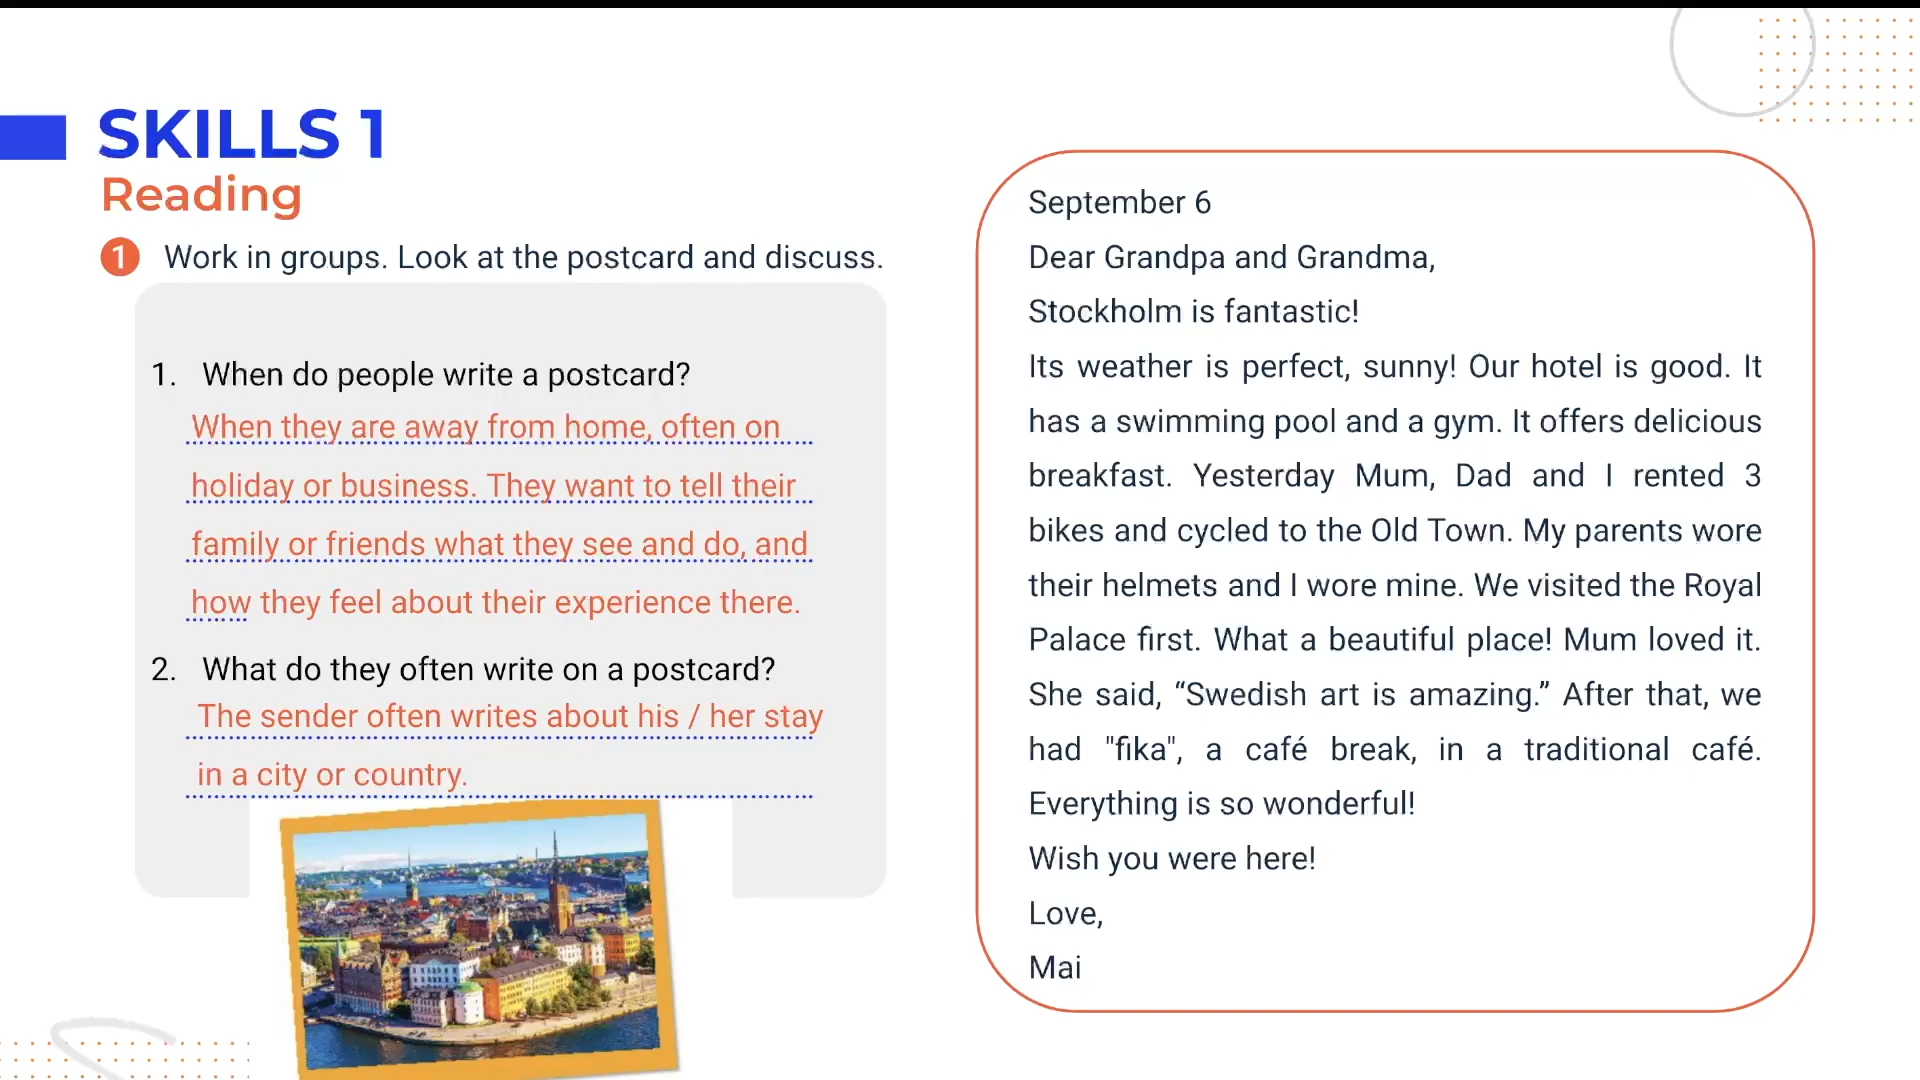 SKILLS 1
Reading
1 Work in groups. Look at the postcard and discuss.
1. When do people write a postcard?
When they are away from home, often on
holiday or business. They want to tell their
family or friends what they see and do, and
how they feel about their experience there.
2. What do they often write on a postcard?
The sender often writes about his / her stay
in a city or country.
September 6
Dear Grandpa and Grandma,
Stockholm is fantastic!
Its weather is perfect, sunny! Our hotel is good. It
has a swimming pool and a gym. It offers delicious
breakfast. Yesterday Mum, Dad and I rented 3
bikes and cycled to the Old Town. My parents wore
their helmets and I wore mine. We visited the Royal
Palace first. What a beautiful place! Mum loved it.
She said, “Swedish art is amazing.” After that, we
had "fika", a café break, in a traditional café.
Everything is so wonderful!
Wish you were here!
Love,
Mai